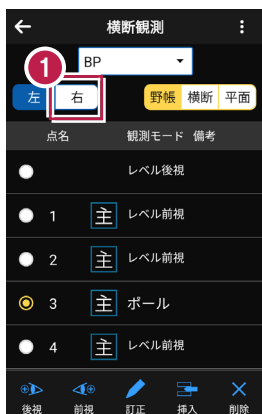 横断観測
1
BP
左 右 野帳 横断 平面
点名 観測モード 備考
レベル後視
1 主 レベル前視
2 主 レベル前視
3 主 ポール
4 主 レベル前視
後視 前視 訂正 挿入 削除